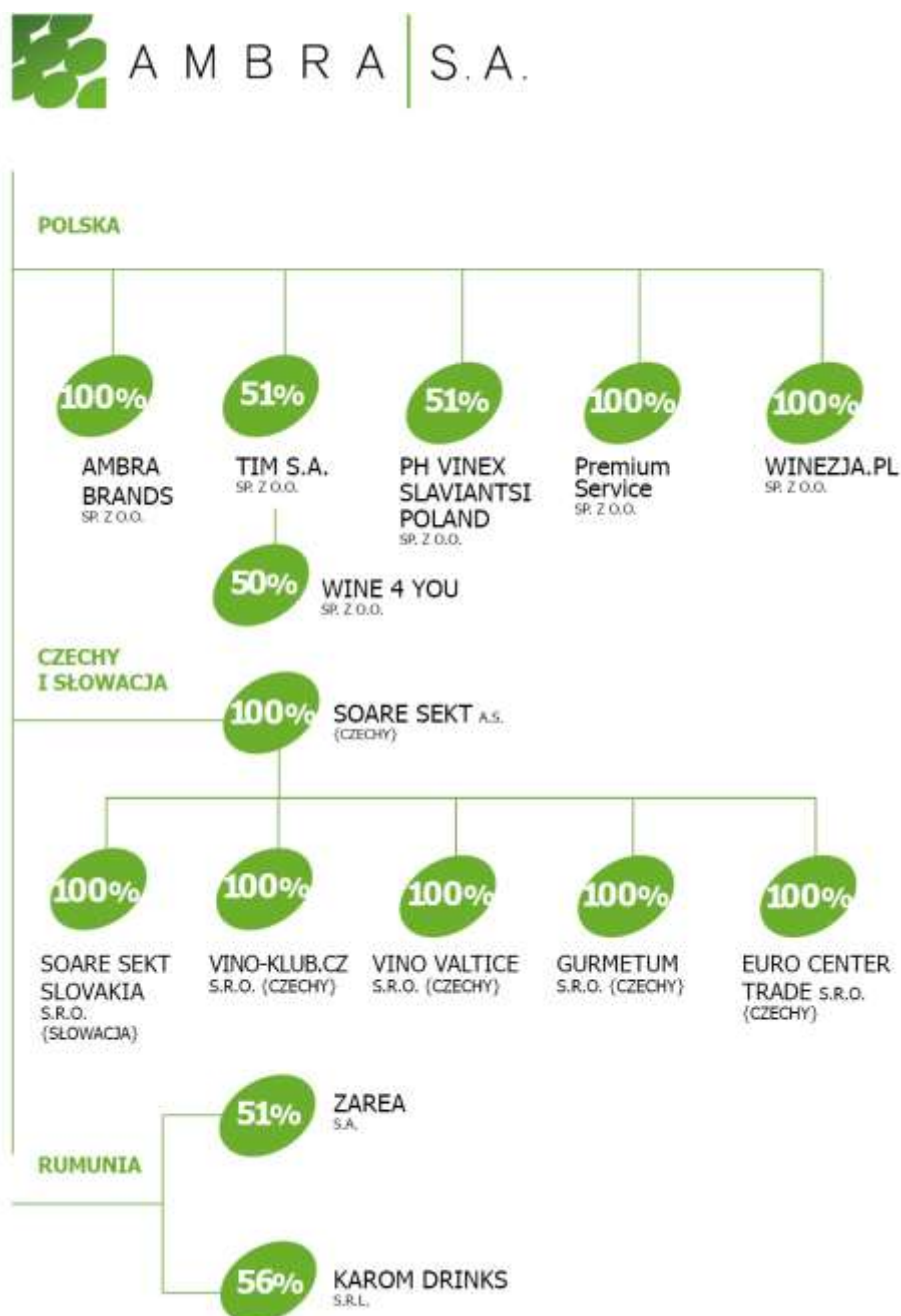 AMBRA S.A.
POLSKA
100%
51%
51%
100%
100%
AMBRA
BRANDS
SP. Z O.O.
TIM S.A.
SP. Z O.O.
PH VINEX
SLAVIANTSI
POLAND
SP. Z O.O.
Premium
Service
SP. Z O.O.
WINEZJA.PL
SP. Z O.O.
50%
WINE 4 YOU
SP. Z O.O.
CZECHY
I SŁOWACJA
100%
SOARE SEKT A.S.
{CZECHY}
100%
100%
100%
100%
100%
SOARE SEKT
SLOVAKIA
S.R.O.
{SŁOWACJA}
VINO-KLUB.CZ
S.R.O. {CZECHY}
VINO VALTICE
S.R.O. {CZECHY}
GURMETUM
S.R.O. {CZECHY}
EURO CENTER
TRADE S.R.O.
{CZECHY}
51%
ZAREA
S.A.
RUMUNIA
56%
KAROM DRINKS
S.R.L.